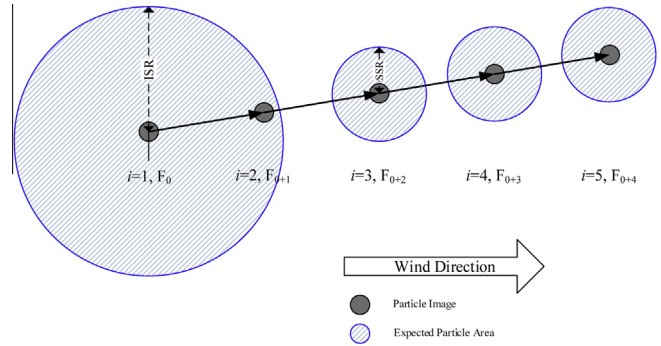 ISR
SSR
i=1, F0
i=2, F0+1
i=3, F0+2
i=4, F0+3
i=5, F0+4
Wind Direction
Particle Image
Expected Particle Area